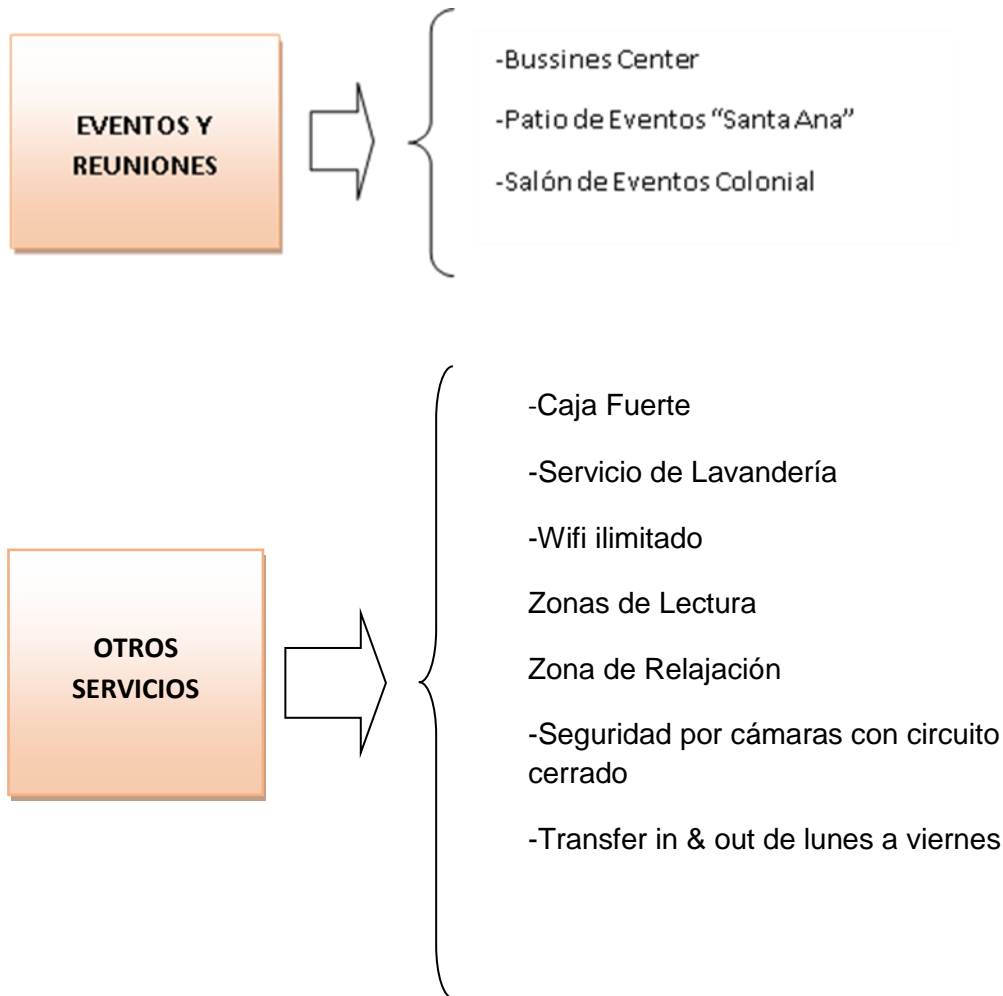 EVENTOS Y
REUNIONES
-Bussines Center
-Patio de Eventos “Santa Ana”
-Salón de Eventos Colonial
OTROS
SERVICIOS
-Caja Fuerte
-Servicio de Lavandería
-Wifi ilimitado
Zonas de Lectura
Zona de Relajación
-Seguridad por cámaras con circuito
cerrado
-Transfer in & out de lunes a viernes